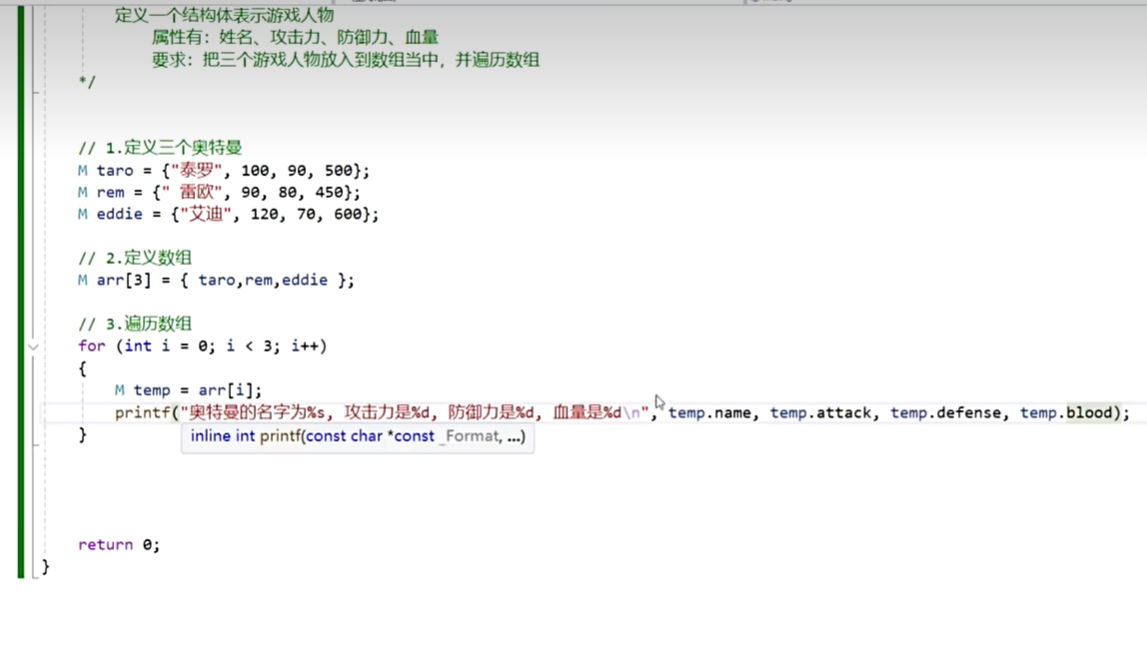 定义一个结构体表示游戏人物
属性有: 姓名、攻击力、防御力、血量
要求: 把三个游戏人物放入到数组当中, 并遍历数组
*/
// 1.定义三个奥特曼
M taro = {"泰罗", 100, 90, 500};
M rem = {" 雷欧", 90, 80, 450};
M eddie = {"艾迪", 120, 70, 600};
// 2.定义数组
M arr[3] = { taro,rem,eddie };
// 3.遍历数组
for (int i = 0; i < 3; i++)
{
M temp = arr[i];
printf("奥特曼的名字为%s, 攻击力是%d, 防御力是%d, 血量是%d\n", temp.name, temp.attack, temp.defense, temp.blood);
}
inline int printf(const char *const _Format, ...)
return 0;
}